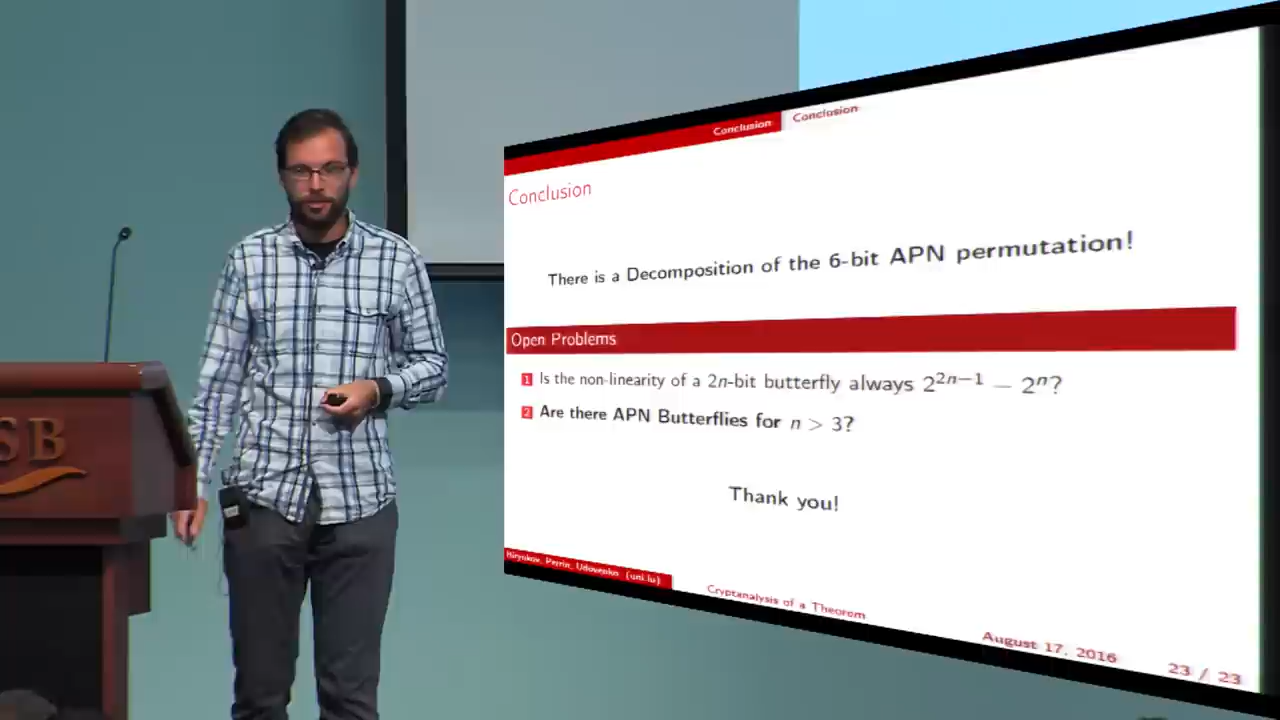 Conclusion
Conclusion
Conclusion
There is a Decomposition of the 6-bit APN permutation!
Open Problems
1 Is the non-linearity of a 2n-bit butterfly always 2^{2n−1} − 2^n?
2 Are there APN Butterflies for n > 3?
Thank you!
Biryukov, Perrin, Udovenko (uni.lu)
Cryptanalysis of a Theorem
August 17, 2016
23 / 23
SB